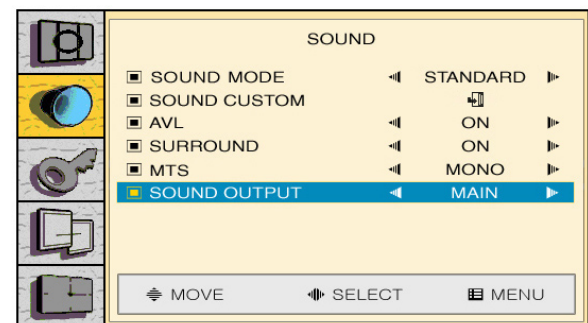 SOUND
SOUND MODE STANDARD
SOUND CUSTOM
AVL ON
SURROUND ON
MTS MONO
SOUND OUTPUT MAIN
MOVE SELECT MENU